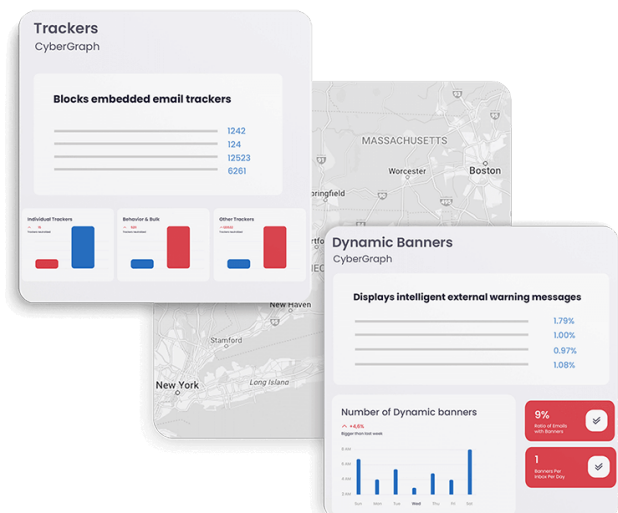 Trackers
CyberGraph
Blocks embedded email trackers
1242
124
12523
6261
Individual Trackers
Behavior & Bulk
Other Trackers
MASSACHUSETTS
Worcester
Boston
New Haven
Stamford
New York
Long Island
Dynamic Banners
CyberGraph
Displays intelligent external warning messages
1.79%
1.00%
0.97%
1.08%
Number of Dynamic banners
+4,6%
Bigger than last week
Sun Mon Tue Wed Thu Fri Sat
9%
Ratio of Emails
with Banners
1
Banners Per
Inbox Per Day